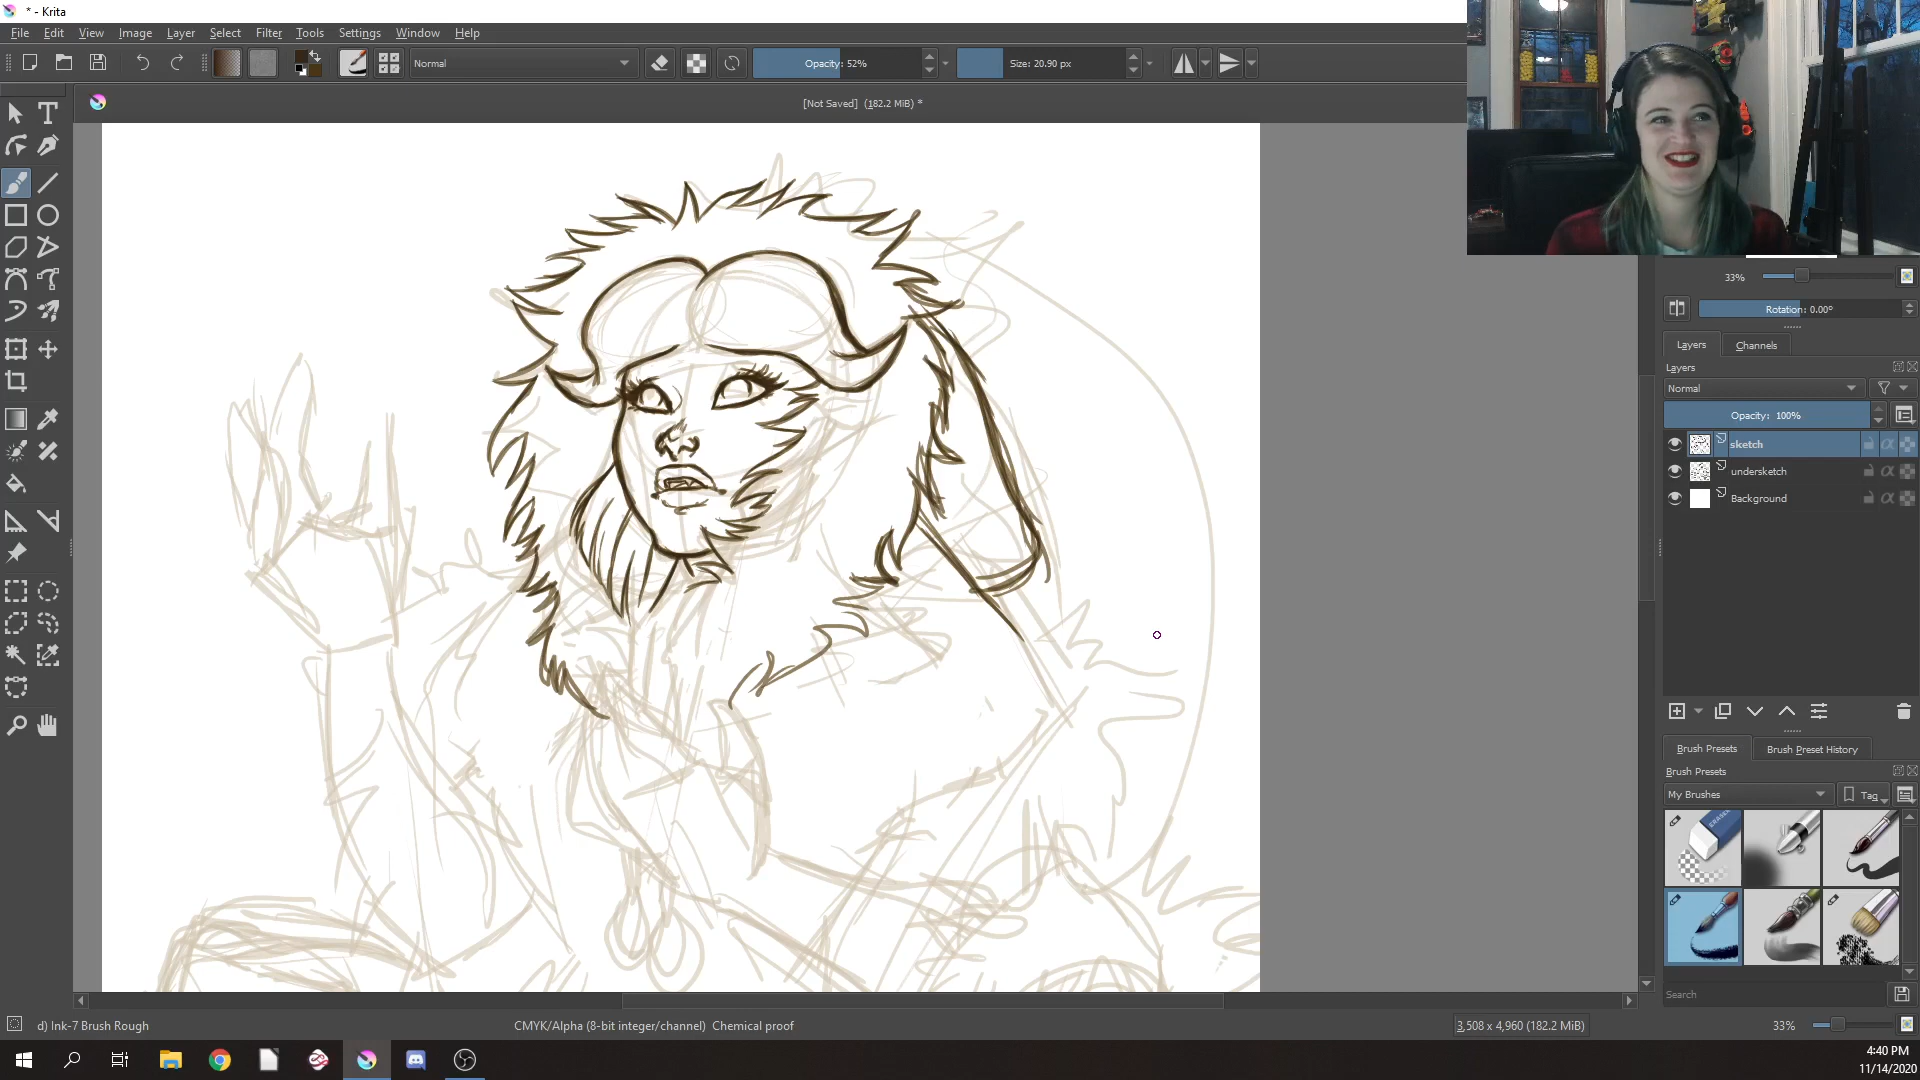 * - Krita
File Edit View Image Layer Select Filter Tools Settings Window Help
Normal
Opacity: 52%
Size: 20.90 px
[Not Saved] (182.2 MiB) *
33%
Rotation: 0.00°
Layers Channels
Layers
Normal
Opacity: 100%
sketch
undersketch
Background
Brush Presets Brush Preset History
Brush Presets
My Brushes
Tag
ERASER
Search
d) Ink-7 Brush Rough
CMYK/Alpha (8-bit integer/channel) Chemical proof
3,508 x 4,960 (182.2 MiB)
33%
4:40 PM
11/14/2020